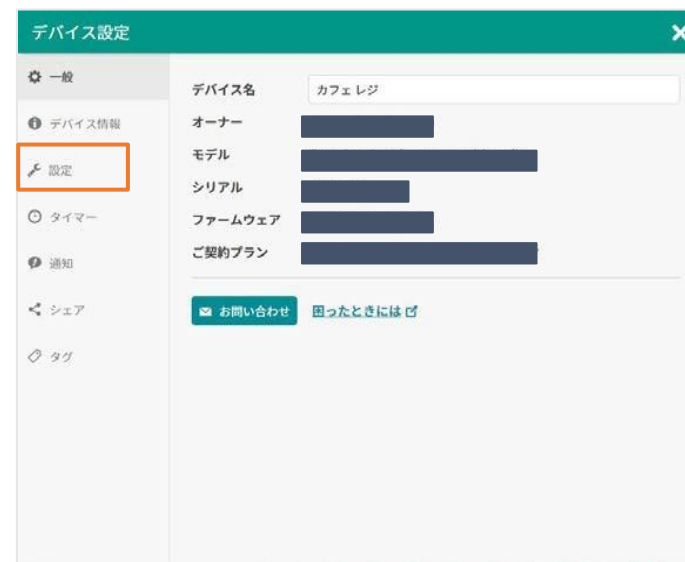 デバイス設定
一般
デバイス情報
設定
タイマー
通知
シェア
タグ
デバイス名 カフェ レジ
オーナー
モデル
シリアル
ファームウェア
ご契約プラン
お問い合わせ 困ったときには